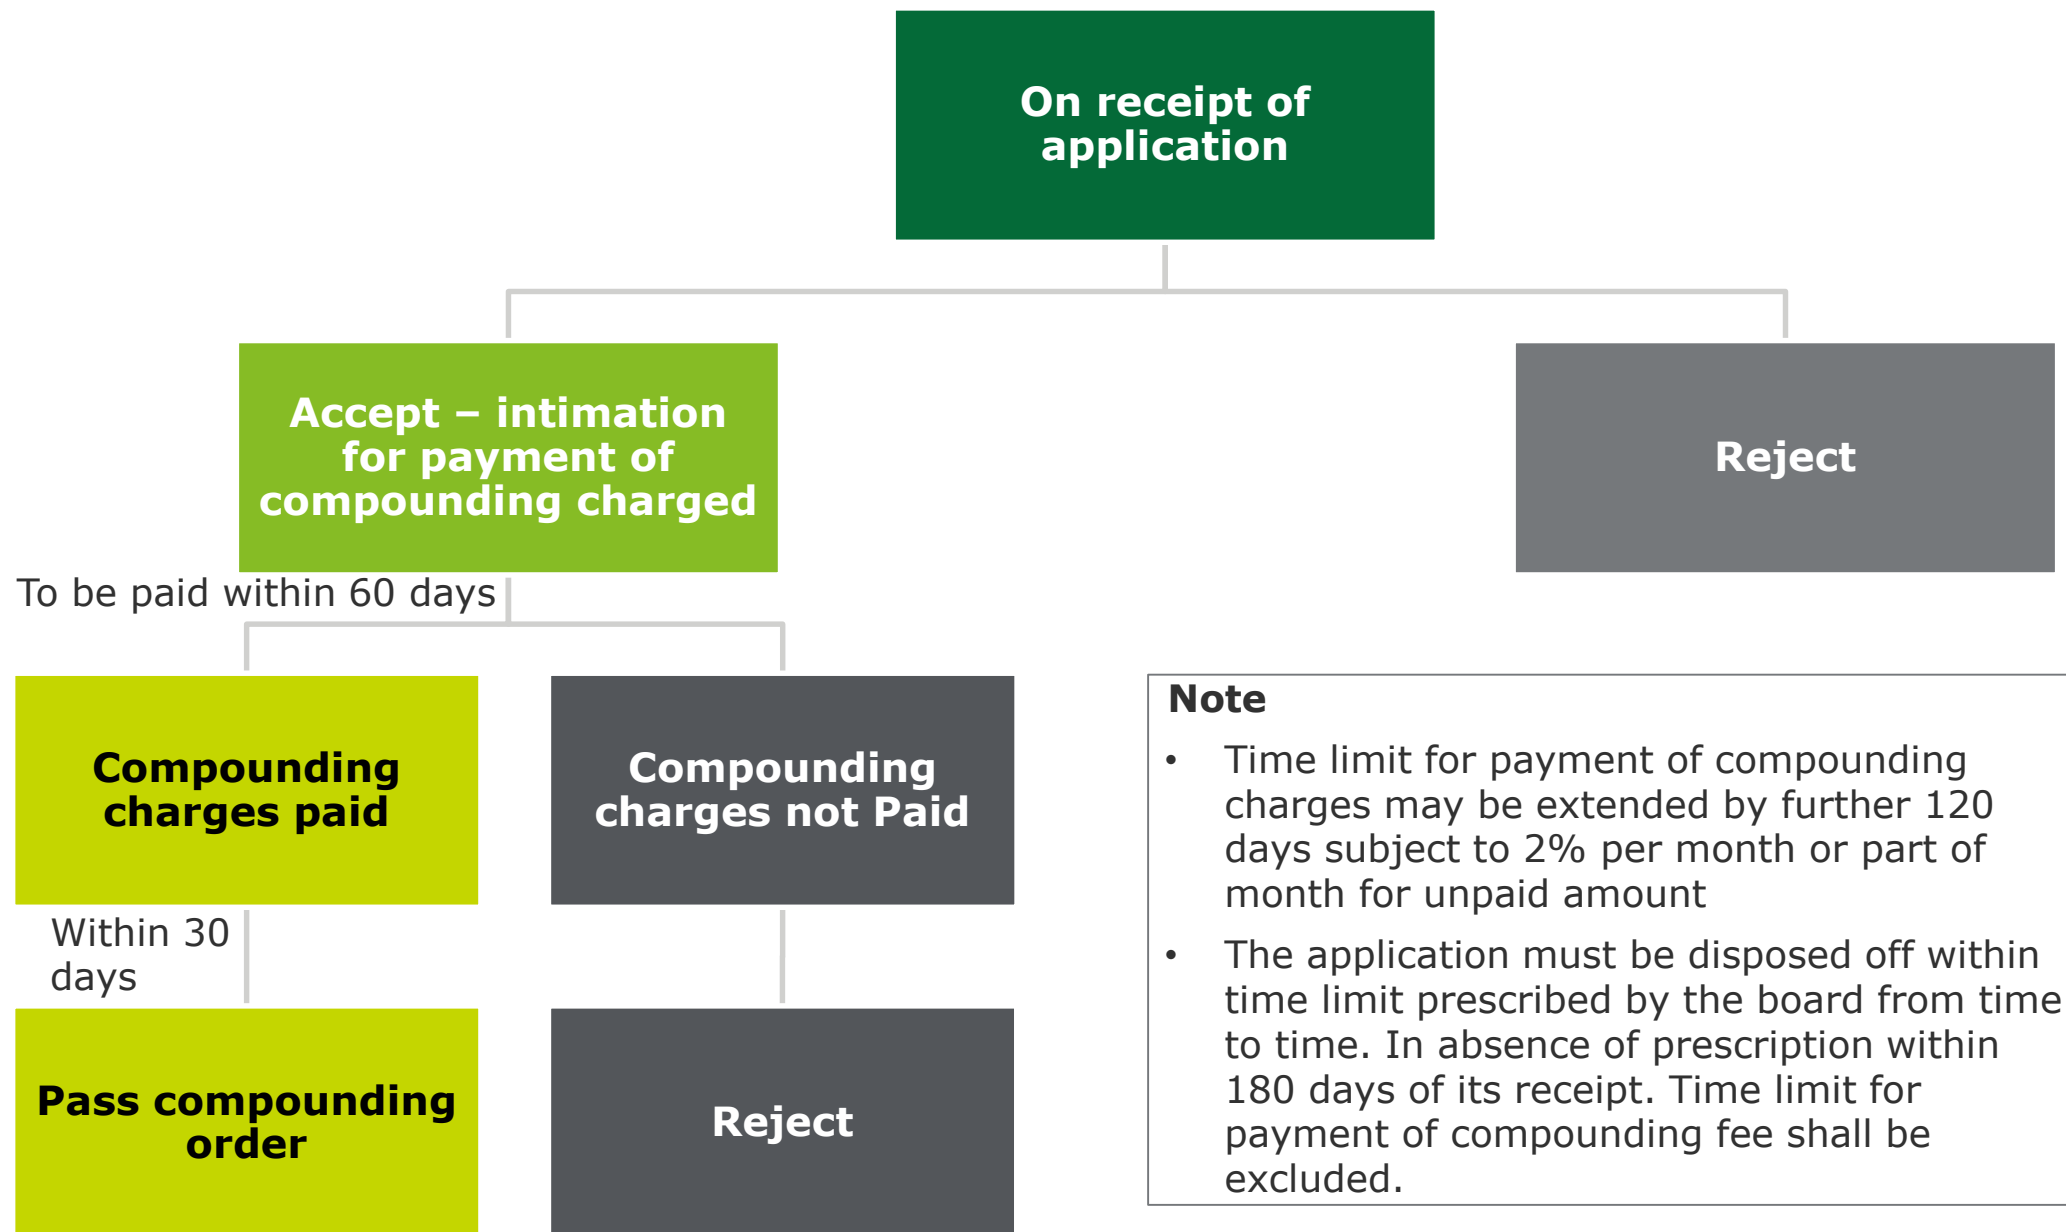 On receipt of
application
Accept – intimation
for payment of
compounding charged
Reject
To be paid within 60 days
Compounding
charges paid
Compounding
charges not Paid
Within 30
days
Pass compounding
order
Reject
Note
• Time limit for payment of compounding
charges may be extended by further 120
days subject to 2% per month or part of
month for unpaid amount
• The application must be disposed off within
time limit prescribed by the board from time
to time. In absence of prescription within
180 days of its receipt. Time limit for
payment of compounding fee shall be
excluded.